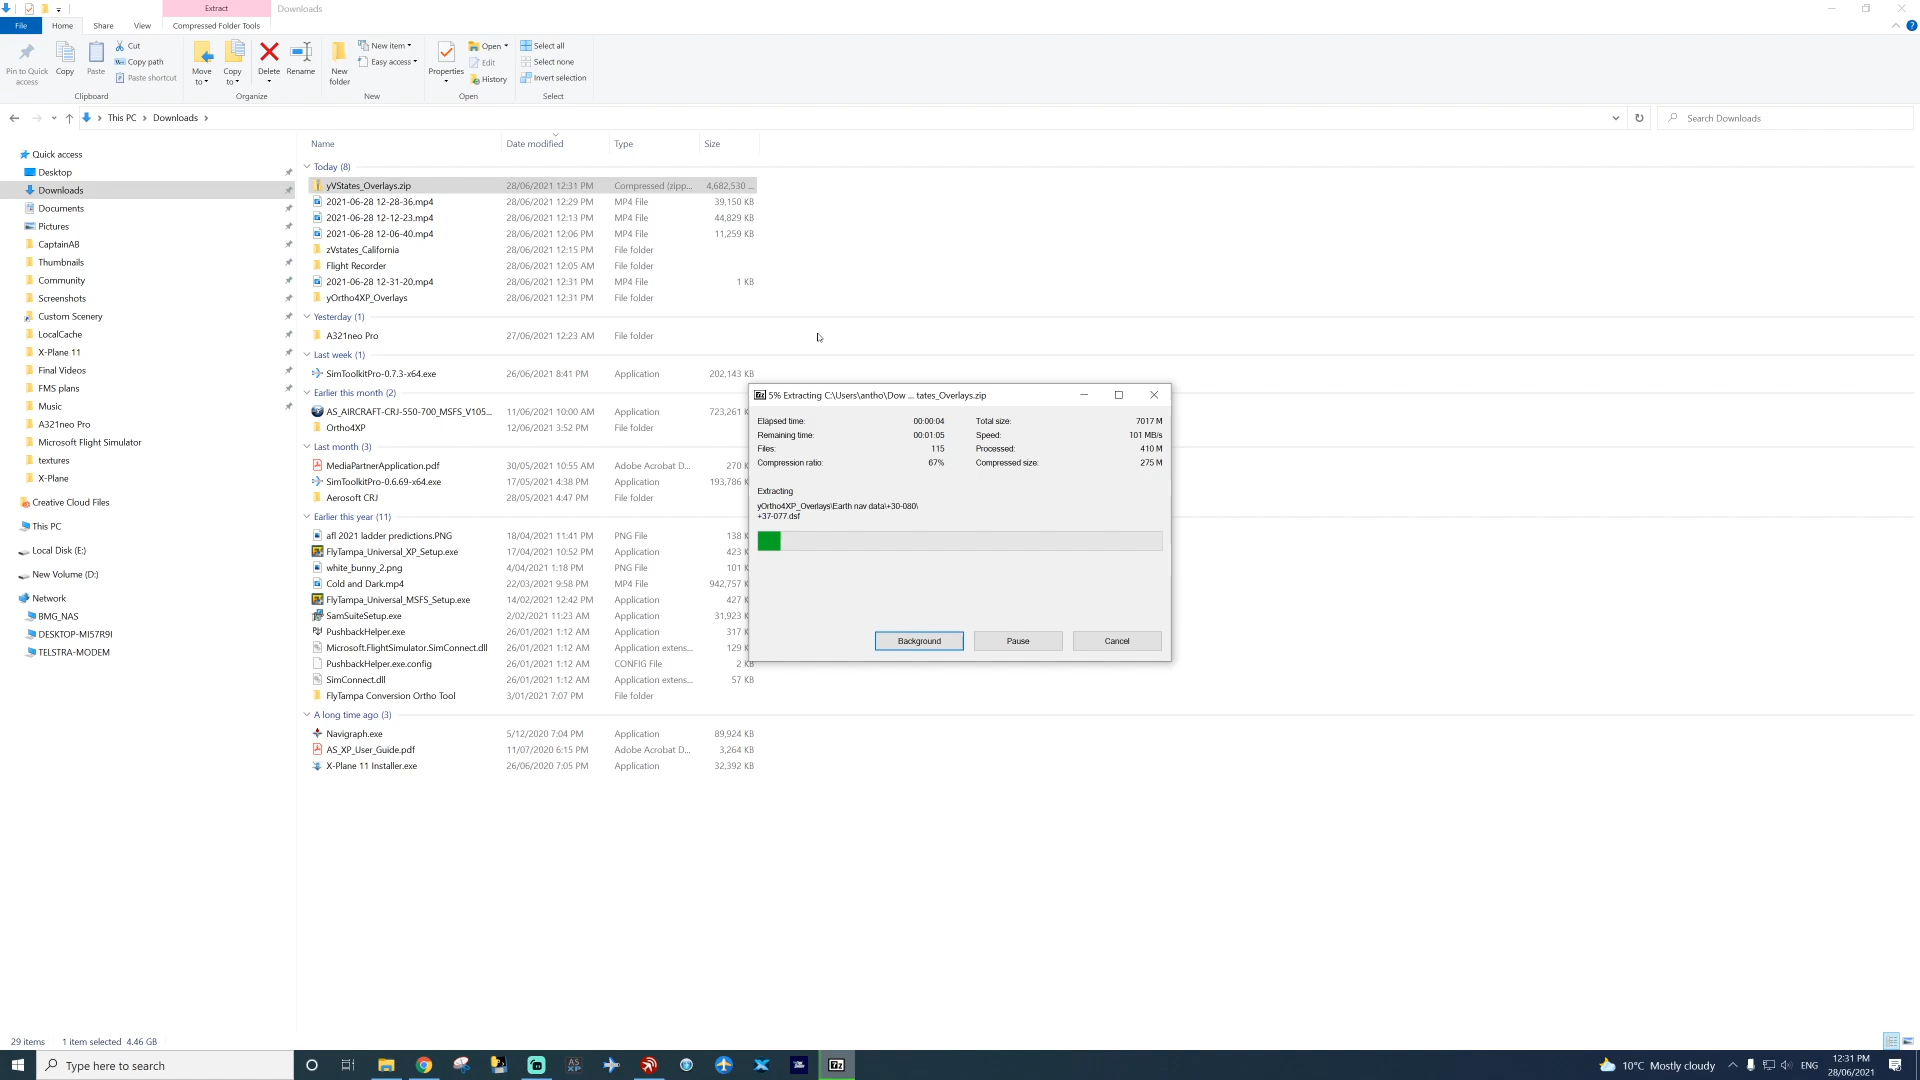 Extract
Downloads
File
Home
Share
View
Compressed Folder Tools
Pin to Quick access
Copy
Paste
Cut
Copy path
Paste shortcut
Clipboard
Move to
Copy to
Delete
Rename
Organize
New folder
New item
Easy access
New
Properties
Open
Edit
History
Open
Select all
Select none
Invert selection
Select
This PC
Downloads
Search Downloads
Quick access
Desktop
Downloads
Documents
Pictures
CaptainAB
Thumbnails
Community
Screenshots
Custom Scenery
LocalCache
X-Plane 11
Final Videos
FMS plans
Music
A321neo Pro
Microsoft Flight Simulator
textures
X-Plane
Creative Cloud Files
This PC
Local Disk (E:)
New Volume (D:)
Network
BMG_NAS
DESKTOP-MI57R9I
TELSTRA-MODEM
Name Date modified Type Size
Today (8)
yVStates_Overlays.zip 28/06/2021 12:31 PM Compressed (zipp... 4,682,530 ...
2021-06-28 12-28-36.mp4 28/06/2021 12:29 PM MP4 File 39,150 KB
2021-06-28 12-12-23.mp4 28/06/2021 12:13 PM MP4 File 44,829 KB
2021-06-28 12-06-40.mp4 28/06/2021 12:06 PM MP4 File 11,259 KB
zVstates_California 28/06/2021 12:15 PM File folder
Flight Recorder 28/06/2021 12:05 AM File folder
2021-06-28 12-31-20.mp4 28/06/2021 12:31 PM MP4 File 1 KB
yOrtho4XP_Overlays 28/06/2021 12:31 PM File folder
Yesterday (1)
A321neo Pro 27/06/2021 12:23 AM File folder
Last week (1)
SimToolkitPro-0.7.3-x64.exe 26/06/2021 8:41 PM Application 202,143 KB
Earlier this month (2)
AS_AIRCRAFT-CRJ-550-700_MSFS_V105... 11/06/2021 10:00 AM Application 723,261 K
Ortho4XP 12/06/2021 3:52 PM File folder
Last month (3)
MediaPartnerApplication.pdf 30/05/2021 10:55 AM Adobe Acrobat D... 270 K
SimToolkitPro-0.6.69-x64.exe 17/05/2021 4:38 PM Application 193,786 K
Aerosoft CRJ 28/05/2021 4:47 PM File folder
Earlier this year (11)
afl 2021 ladder predictions.PNG 18/04/2021 11:41 PM PNG File 138 K
FlyTampa_Universal_XP_Setup.exe 17/04/2021 10:52 PM Application 423 K
white_bunny_2.png 4/04/2021 1:18 PM PNG File 101 K
Cold and Dark.mp4 22/03/2021 9:58 PM MP4 File 942,757 K
FlyTampa_Universal_MSFS_Setup.exe 14/02/2021 12:42 PM Application 427 K
SamSuiteSetup.exe 2/02/2021 11:23 AM Application 31,923 K
PushbackHelper.exe 26/01/2021 1:12 AM Application 317 K
Microsoft.FlightSimulator.SimConnect.dll 26/01/2021 1:12 AM Application extens... 129 K
PushbackHelper.exe.config 26/01/2021 1:12 AM CONFIG File 2 KB
SimConnect.dll 26/01/2021 1:12 AM Application extens... 57 KB
FlyTampa Conversion Ortho Tool 3/01/2021 7:07 PM File folder
A long time ago (3)
Navigraph.exe 5/12/2020 7:04 PM Application 89,924 KB
AS_XP_User_Guide.pdf 11/07/2020 6:15 PM Adobe Acrobat D... 3,264 KB
X-Plane 11 Installer.exe 26/06/2020 7:05 PM Application 32,392 KB
5% Extracting C:\Users\antho\Dow ... tates_Overlays.zip
Elapsed time: 00:00:04 Total size: 7017 M
Remaining time: 00:01:05 Speed: 101 MB/s
Files: 115 Processed: 410 M
Compression ratio: 67% Compressed size: 275 M
Extracting
yOrtho4XP_Overlays\Earth nav data\+30-080\
+37-077.dsf
Background
Pause
Cancel
29 items 1 item selected 4.46 GB
Type here to search
AS XP
7z
10°C Mostly cloudy
ENG
12:31 PM
28/06/2021